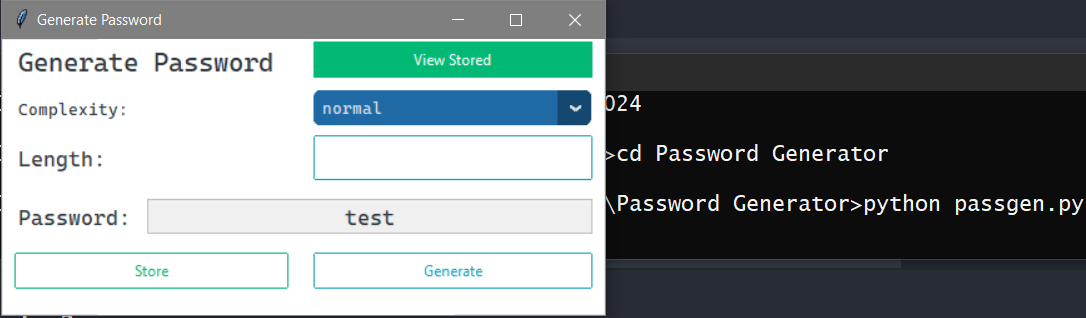 Generate Password
Generate Password
View Stored
Complexity:
normal
Length:
Password:
test
Store
Generate
024
>cd Password Generator
\Password Generator>python passgen.py